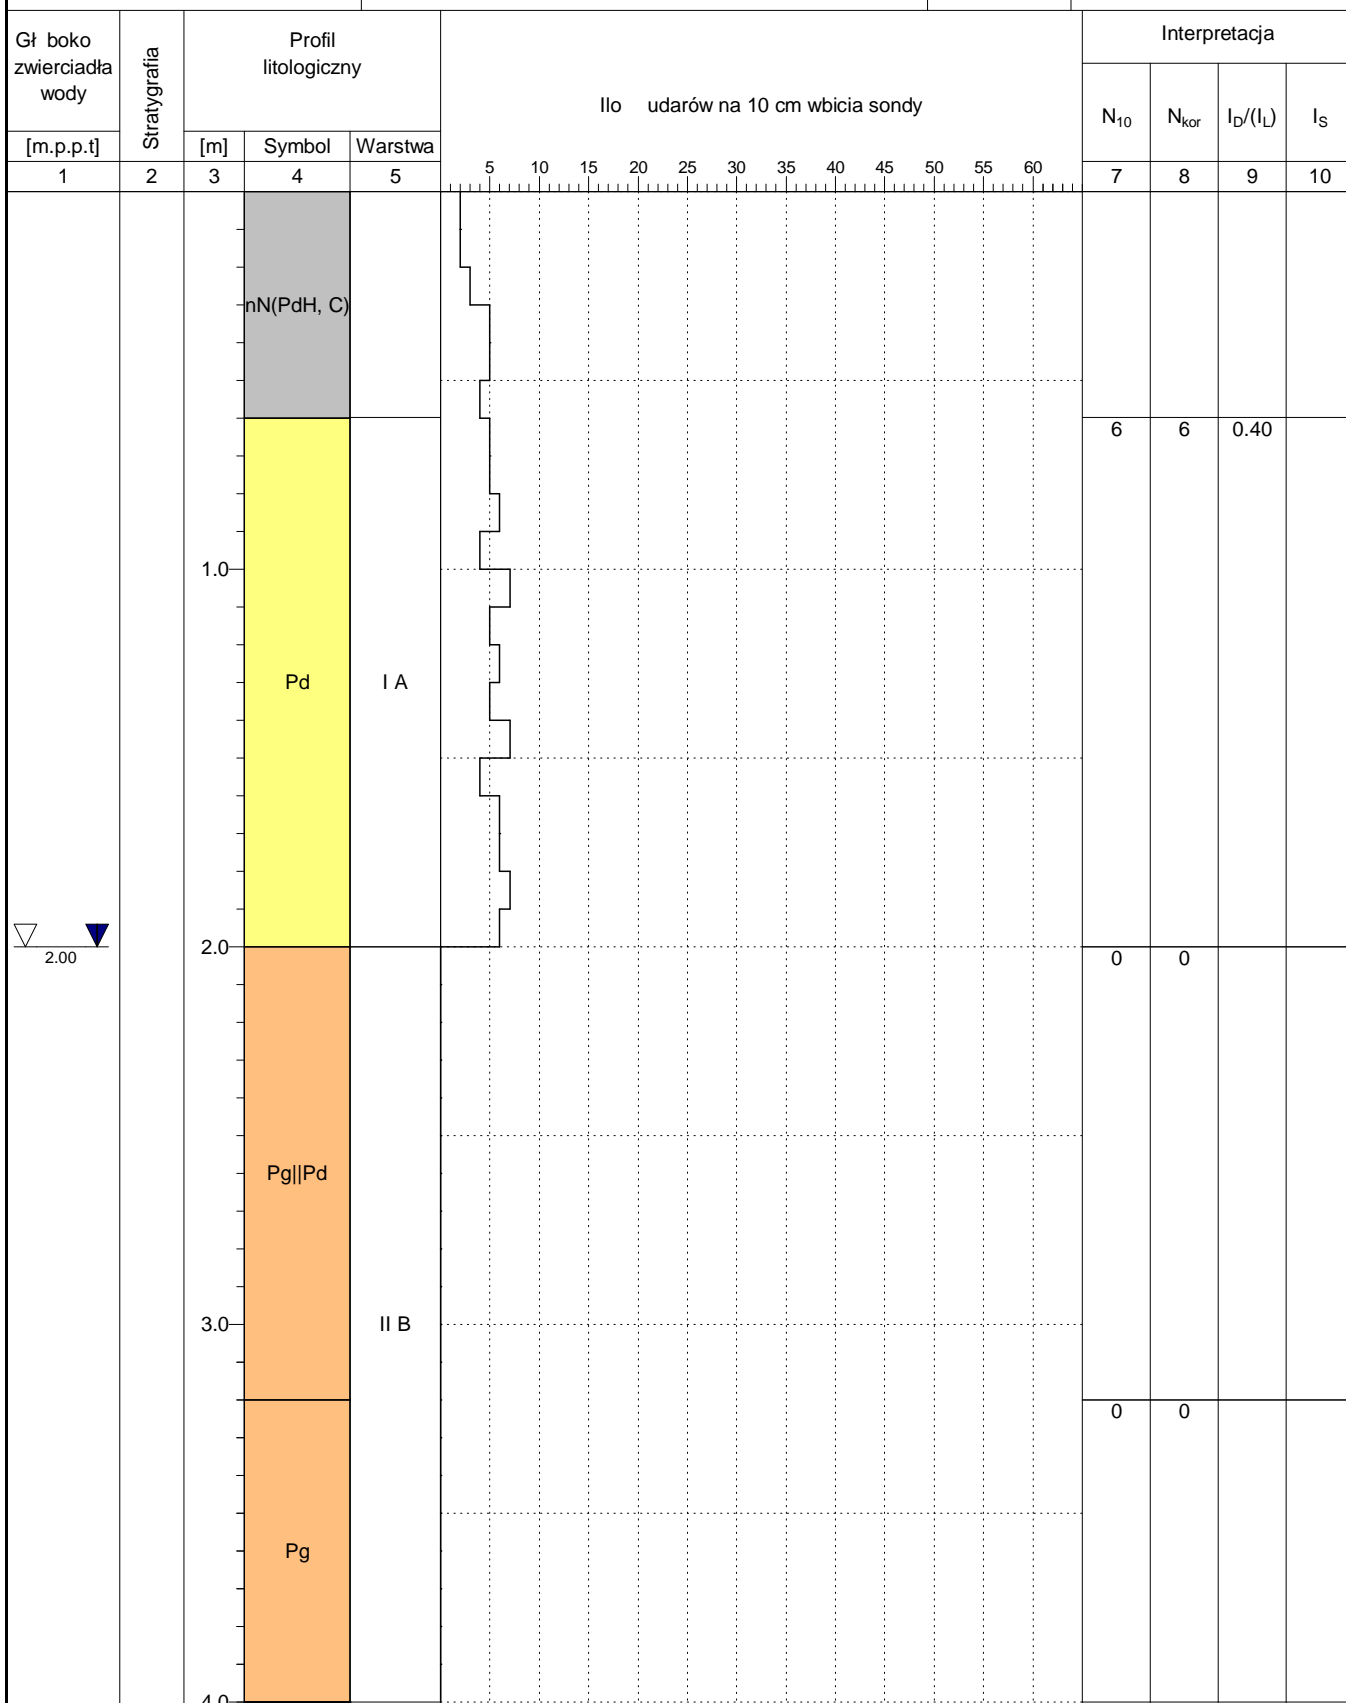 Gł boko
zwierciadła
wody
[m.p.p.t]
1
Stratygrafia
2
Profil
litologiczny
[m]
Symbol
Warstwa
3
4
5
Ilo udarów na 10 cm wbicia sondy
5 10 15 20 25 30 35 40 45 50 55 60
Interpretacja
N10
Nkor
ID/(IL)
IS
7
8
9
10
nN(PdH, C)
6 6 0.40
1.0
Pd
I A
2.00
2.0
0 0
Pg||Pd
3.0
II B
0 0
Pg
4.0